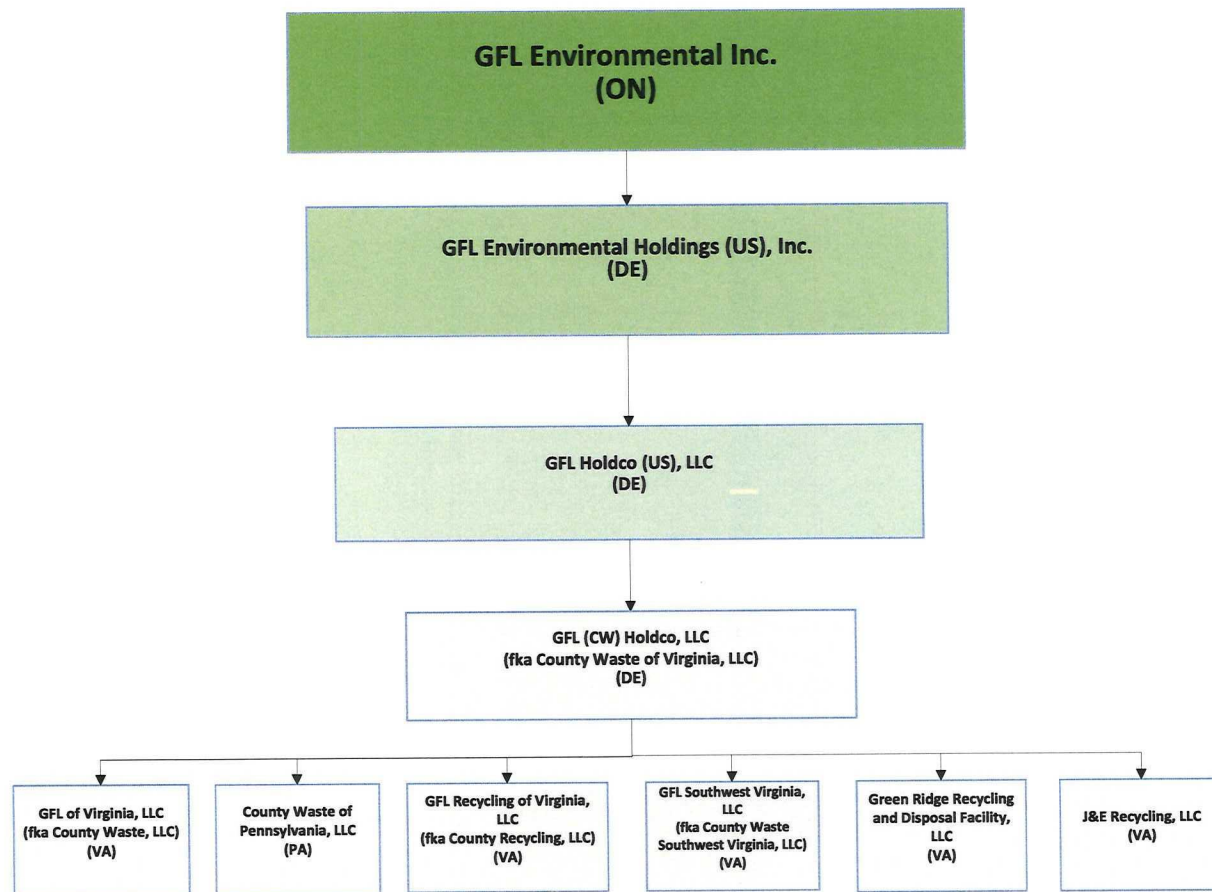 GFL Environmental Inc.
(ON)
GFL Environmental Holdings (US), Inc.
(DE)
GFL Holdco (US), LLC
(DE)
GFL (CW) Holdco, LLC
(fka County Waste of Virginia, LLC)
(DE)
GFL of Virginia, LLC
(fka County Waste, LLC)
(VA)
County Waste of
Pennsylvania, LLC
(PA)
GFL Recycling of Virginia,
LLC
(fka County Recycling, LLC)
(VA)
GFL Southwest Virginia,
LLC
(fka County Waste
Southwest Virginia, LLC)
(VA)
Green Ridge Recycling
and Disposal Facility,
LLC
(VA)
J&E Recycling, LLC
(VA)